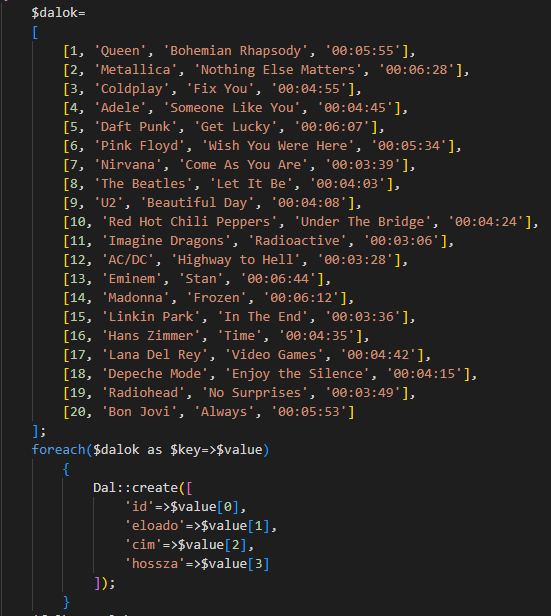 $dalok=
[
[1, 'Queen', 'Bohemian Rhapsody', '00:05:55'],
[2, 'Metallica', 'Nothing Else Matters', '00:06:28'],
[3, 'Coldplay', 'Fix You', '00:04:55'],
[4, 'Adele', 'Someone Like You', '00:04:45'],
[5, 'Daft Punk', 'Get Lucky', '00:06:07'],
[6, 'Pink Floyd', 'Wish You Were Here', '00:05:34'],
[7, 'Nirvana', 'Come As You Are', '00:03:39'],
[8, 'The Beatles', 'Let It Be', '00:04:03'],
[9, 'U2', 'Beautiful Day', '00:04:08'],
[10, 'Red Hot Chili Peppers', 'Under The Bridge', '00:04:24'],
[11, 'Imagine Dragons', 'Radioactive', '00:03:06'],
[12, 'AC/DC', 'Highway to Hell', '00:03:28'],
[13, 'Eminem', 'Stan', '00:06:44'],
[14, 'Madonna', 'Frozen', '00:06:12'],
[15, 'Linkin Park', 'In The End', '00:03:36'],
[16, 'Hans Zimmer', 'Time', '00:04:35'],
[17, 'Lana Del Rey', 'Video Games', '00:04:42'],
[18, 'Depeche Mode', 'Enjoy the Silence', '00:04:15'],
[19, 'Radiohead', 'No Surprises', '00:03:49'],
[20, 'Bon Jovi', 'Always', '00:05:53']
];
foreach($dalok as $key=>$value)
{
Dal::create([
'id'=>$value[0],
'eloado'=>$value[1],
'cim'=>$value[2],
'hossza'=>$value[3]
]);
}